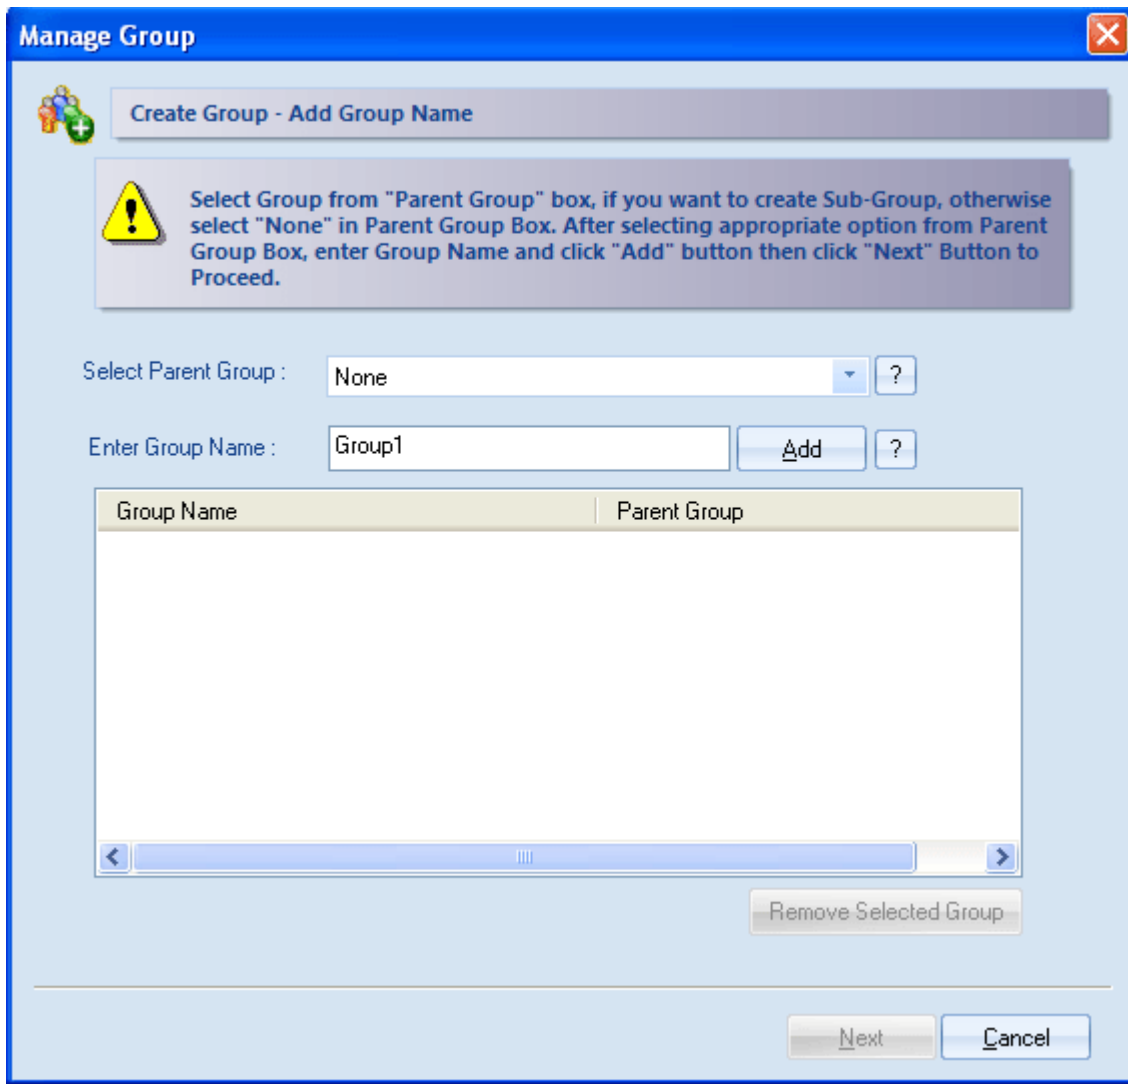 Manage Group
Create Group - Add Group Name
Select Group from "Parent Group" box, if you want to create Sub-Group, otherwise
select "None" in Parent Group Box. After selecting appropriate option from Parent
Group Box, enter Group Name and click "Add" button then click "Next" Button to
Proceed.
Select Parent Group : None ?
Enter Group Name : Group1 Add ?
Group Name Parent Group
Remove Selected Group
Next Cancel